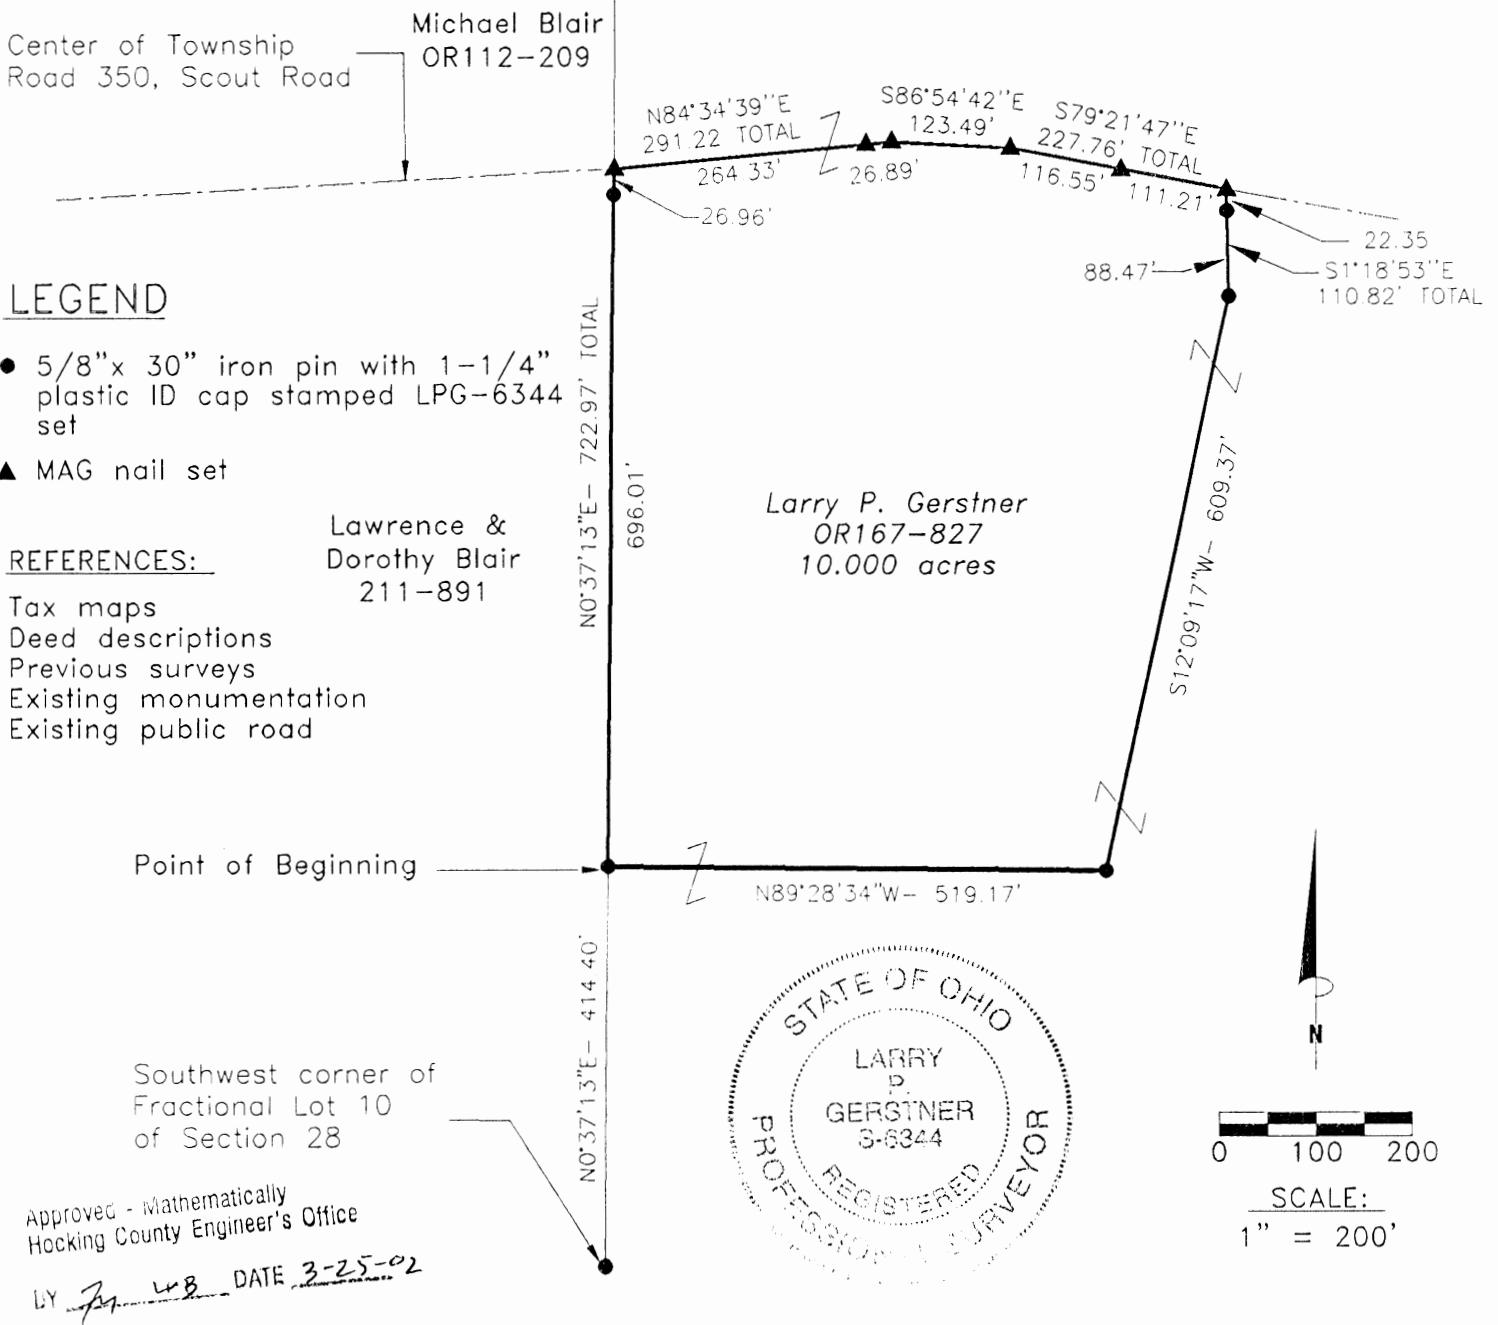 Center of Township
Road 350, Scout Road
Michael Blair
OR112-209
N84°34'39"E
291.22 TOTAL
264.33'
26.89'
S86°54'42"E
123.49'
S79°21'47"E
227.76' TOTAL
116.55'
111.21'
26.96'
22.35
88.47'
S1°18'53"E
110.82' TOTAL
LEGEND
● 5/8"x 30" iron pin with 1-1/4"
plastic ID cap stamped LPG-6344
set
▲ MAG nail set
N0°37'13"E- 722.97' TOTAL
696.01'
Lawrence &
Dorothy Blair
211-891
Larry P. Gerstner
OR167-827
10.000 acres
S12°09'17"W- 609.37'
REFERENCES:
Tax maps
Deed descriptions
Previous surveys
Existing monumentation
Existing public road
Point of Beginning
N89°28'34"W- 519.17'
N0°37'13"E- 414.40'
Southwest corner of
Fractional Lot 10
of Section 28
STATE OF OHIO
LARRY
P.
GERSTNER
S-6344
REGISTERED
PROFESSIONAL SURVEYOR
N
0 100 200
SCALE:
1" = 200'
Approved - Mathematically
Hocking County Engineer's Office
BY DATE 3-25-02